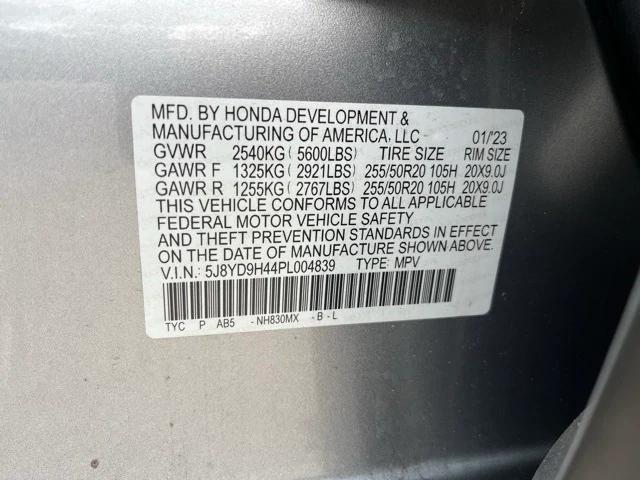 MFD. BY HONDA DEVELOPMENT &
MANUFACTURING OF AMERICA, LLC 01/23
GVWR 2540KG( 5600LBS) TIRE SIZE RIM SIZE
GAWR F 1325KG( 2921LBS) 255/50R20 105H 20X9.0J
GAWR R 1255KG( 2767LBS) 255/50R20 105H 20X9.0J
THIS VEHICLE CONFORMS TO ALL APPLICABLE
FEDERAL MOTOR VEHICLE SAFETY
AND THEFT PREVENTION STANDARDS IN EFFECT
ON THE DATE OF MANUFACTURE SHOWN ABOVE.
V.I.N.: 5J8YD9H44PL004839 TYPE: MPV
TYC P AB5 -NH830MX -B-L